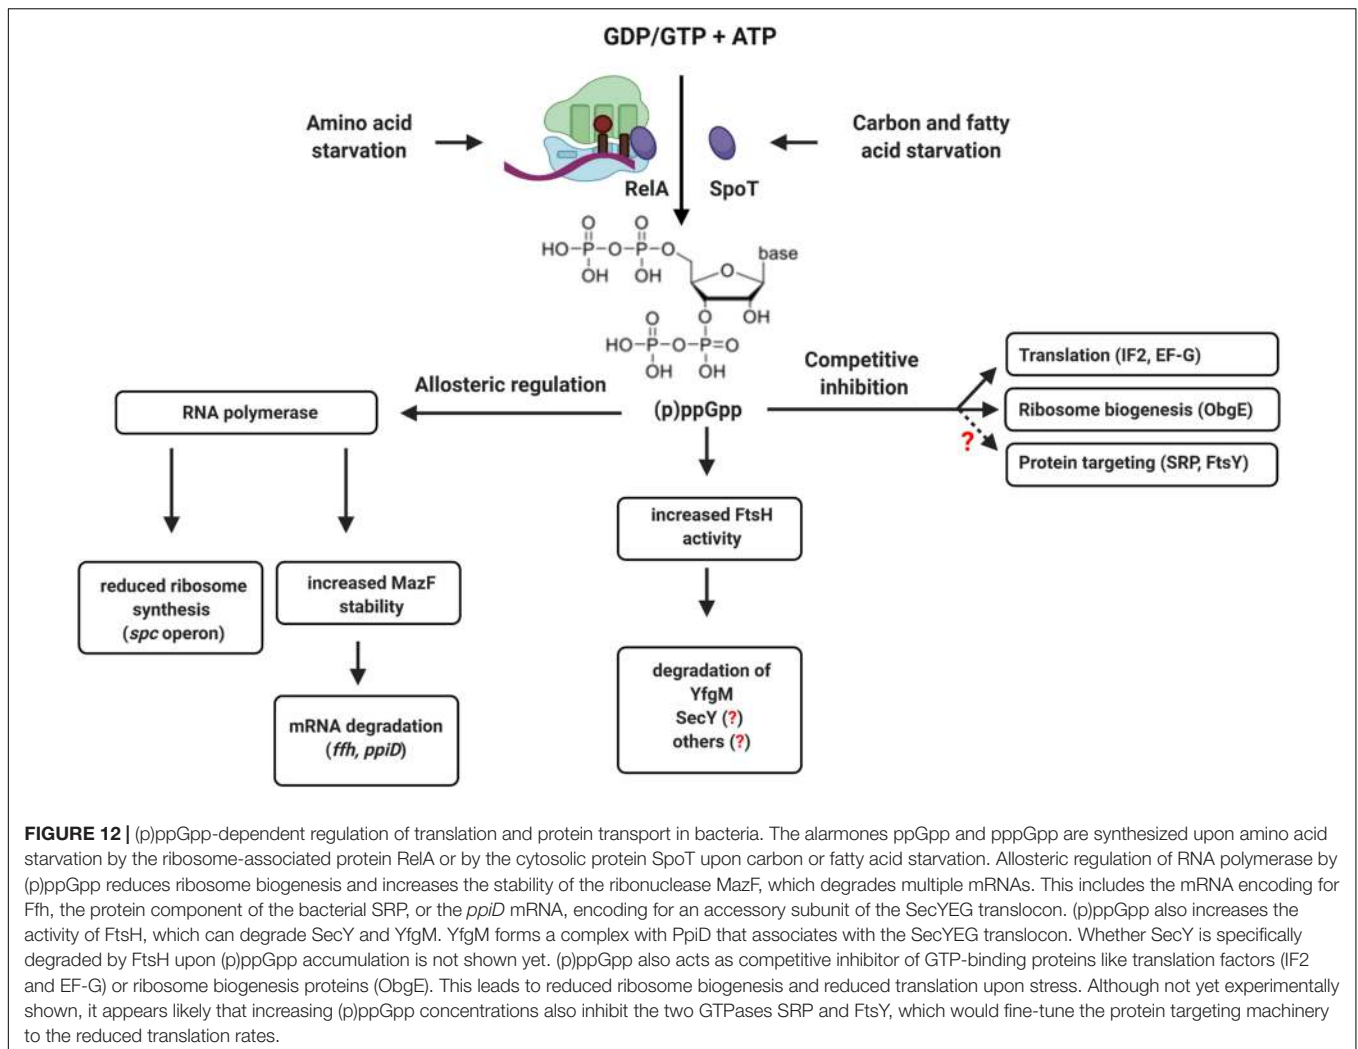 GDP/GTP + ATP
Amino acid
starvation
Carbon and fatty
acid starvation
RelA
SpoT
O
O
HO–P–O–P–O
OH
OH
O
base
O
OH
O
HO–P–O–P=O
OH
OH
(p)ppGpp
Allosteric regulation
RNA polymerase
Competitive
inhibition
Translation (IF2, EF-G)
Ribosome biogenesis (ObgE)
?
Protein targeting (SRP, FtsY)
reduced ribosome
synthesis
(spc operon)
increased MazF
stability
mRNA degradation
(ffh, ppiD)
increased FtsH
activity
degradation of
YfgM
SecY (?)
others (?)
FIGURE 12 | (p)ppGpp-dependent regulation of translation and protein transport in bacteria. The alarmones ppGpp and pppGpp are synthesized upon amino acid
starvation by the ribosome-associated protein RelA or by the cytosolic protein SpoT upon carbon or fatty acid starvation. Allosteric regulation of RNA polymerase by
(p)ppGpp reduces ribosome biogenesis and increases the stability of the ribonuclease MazF, which degrades multiple mRNAs. This includes the mRNA encoding for
Ffh, the protein component of the bacterial SRP, or the ppiD mRNA, encoding for an accessory subunit of the SecYEG translocon. (p)ppGpp also increases the
activity of FtsH, which can degrade SecY and YfgM. YfgM forms a complex with PpiD that associates with the SecYEG translocon. Whether SecY is specifically
degraded by FtsH upon (p)ppGpp accumulation is not shown yet. (p)ppGpp also acts as competitive inhibitor of GTP-binding proteins like translation factors (IF2
and EF-G) or ribosome biogenesis proteins (ObgE). This leads to reduced ribosome biogenesis and reduced translation upon stress. Although not yet experimentally
shown, it appears likely that increasing (p)ppGpp concentrations also inhibit the two GTPases SRP and FtsY, which would fine-tune the protein targeting machinery
to the reduced translation rates.